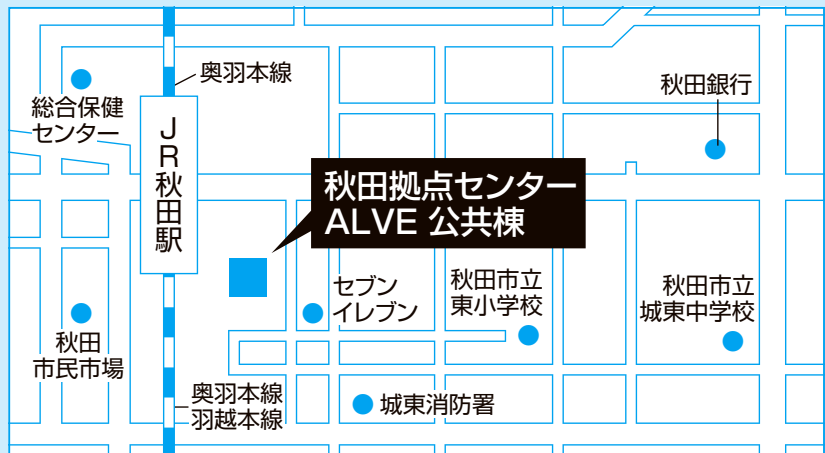 奥羽本線
総合保健
センター
秋田銀行
JR秋田駅
秋田拠点センター
ALVE 公共棟
セブン
イレブン
秋田市立
東小学校
秋田市立
城東中学校
秋田
市民市場
奥羽本線
羽越本線
城東消防署